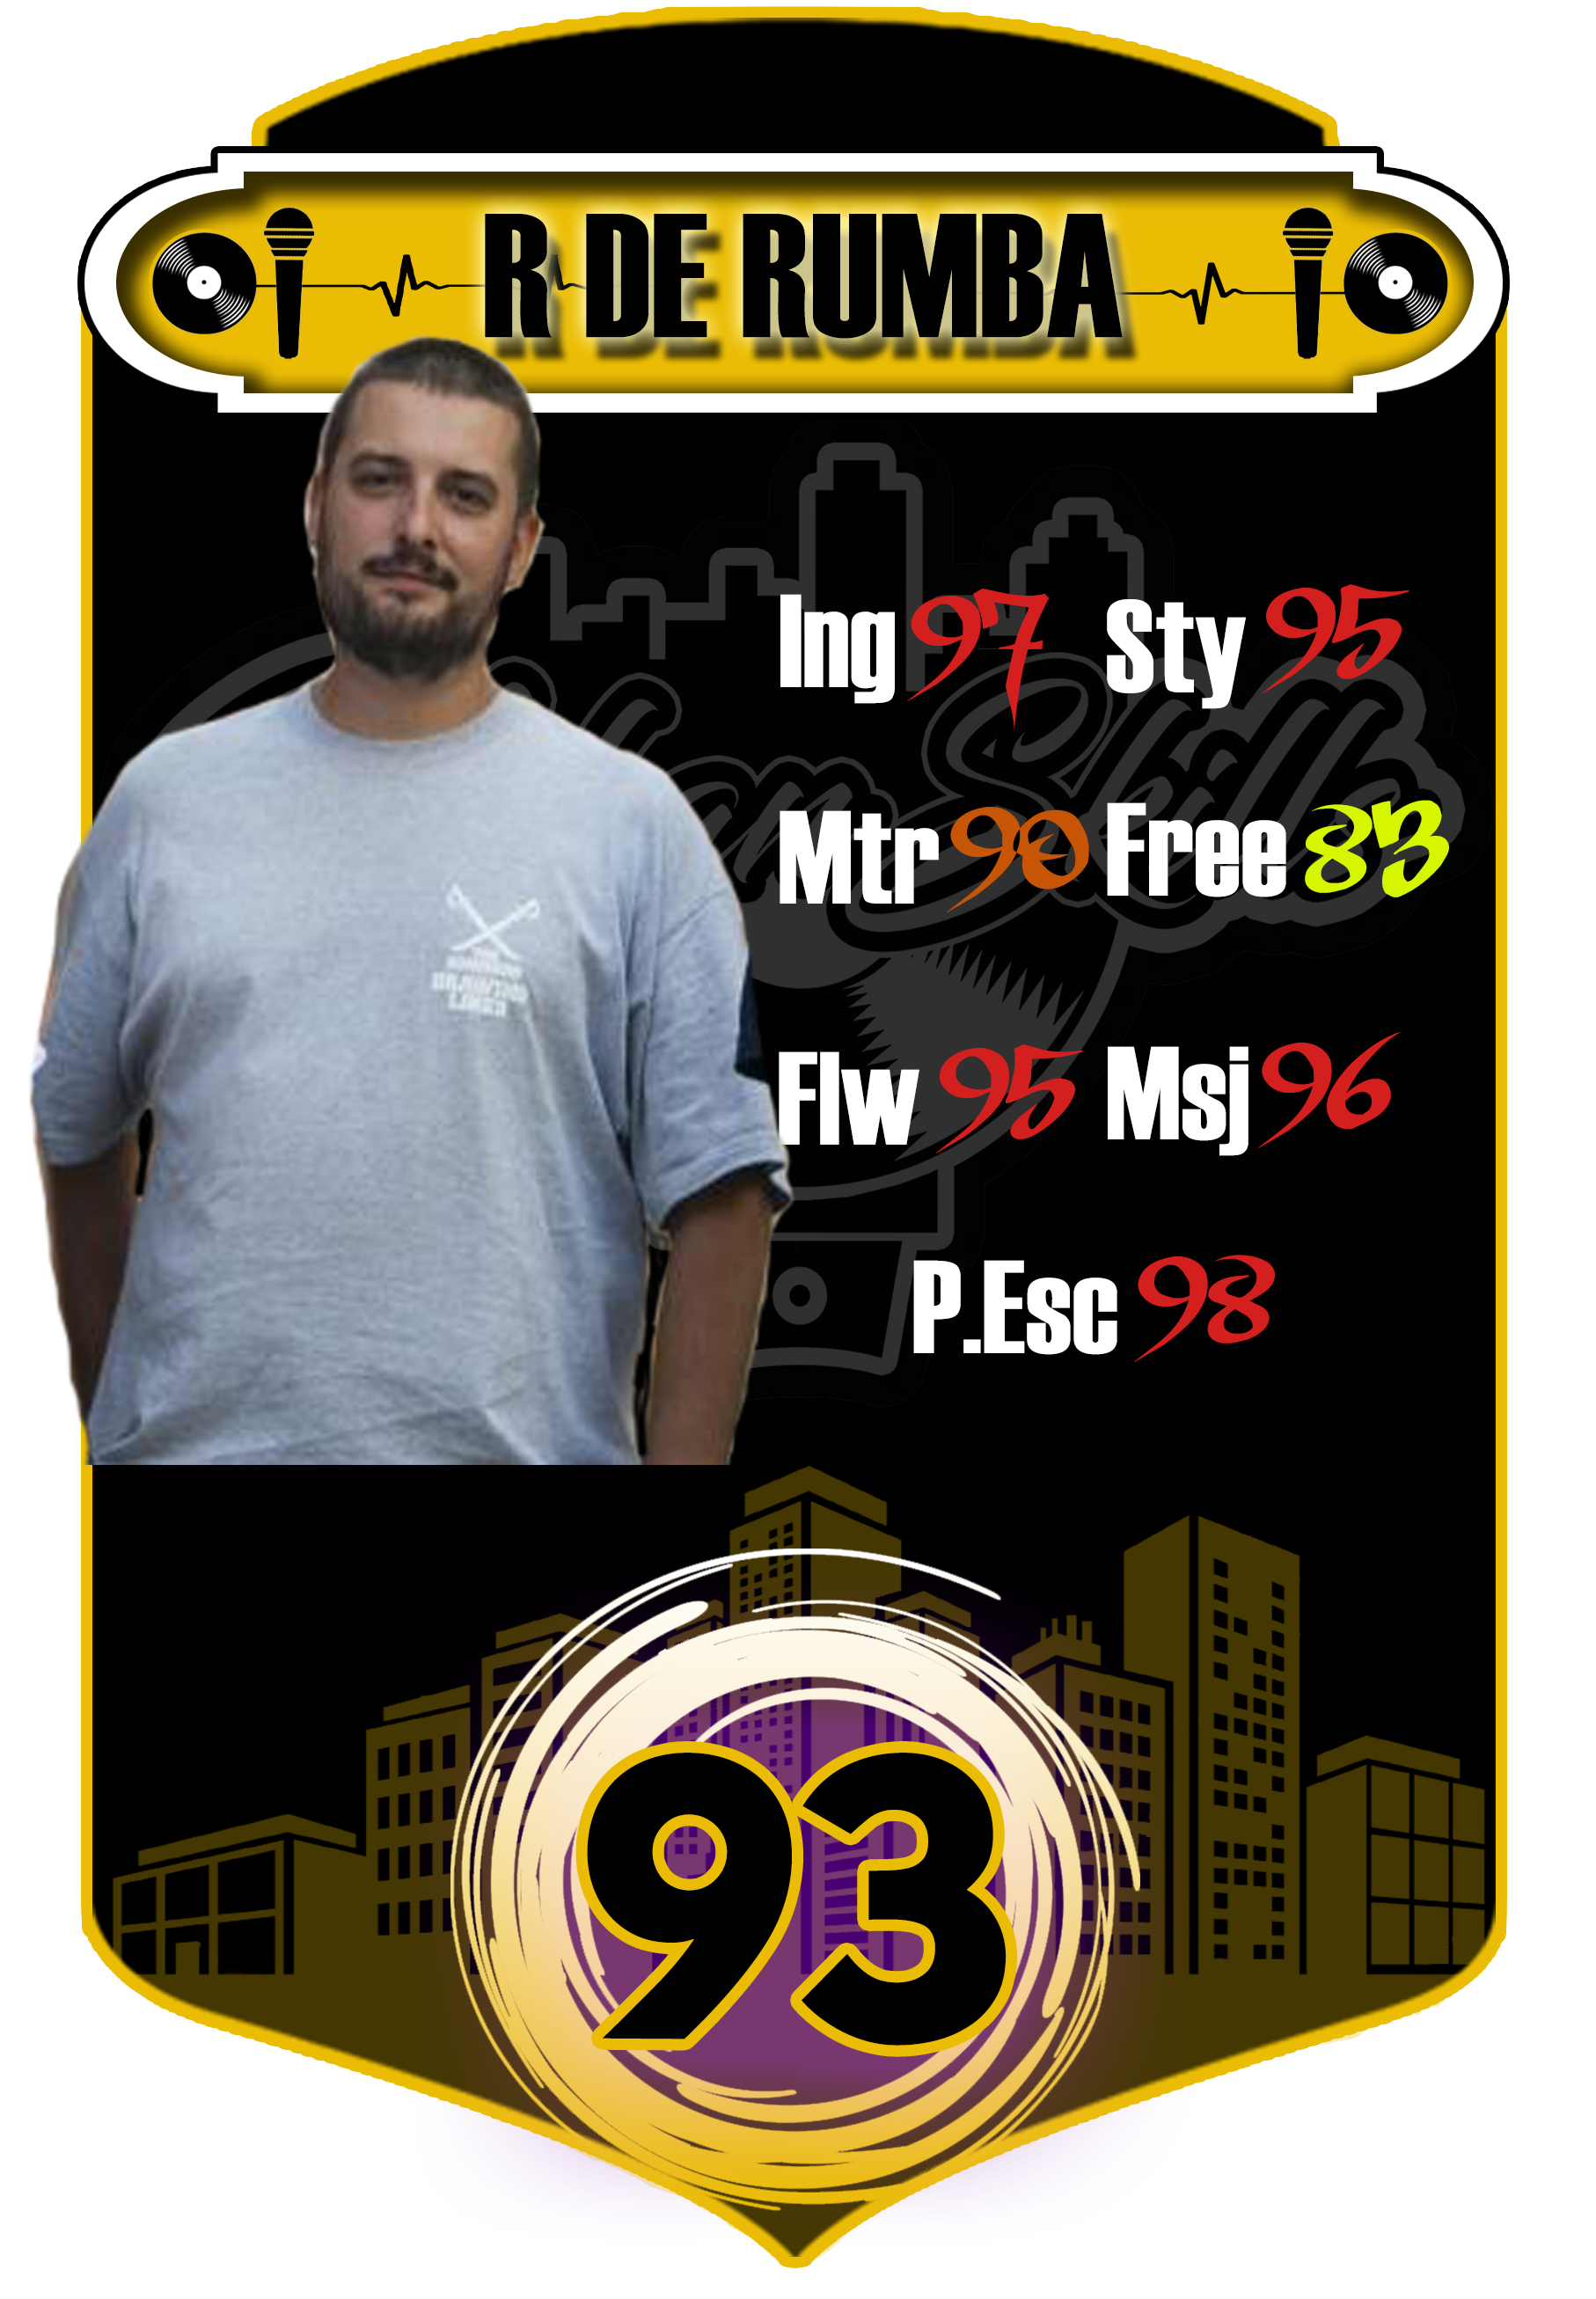 R DE RUMBA
Ing 97 Sty 95
Mtr 90 Free 83
Flw 95 Msj 96
P.Esc 98
93